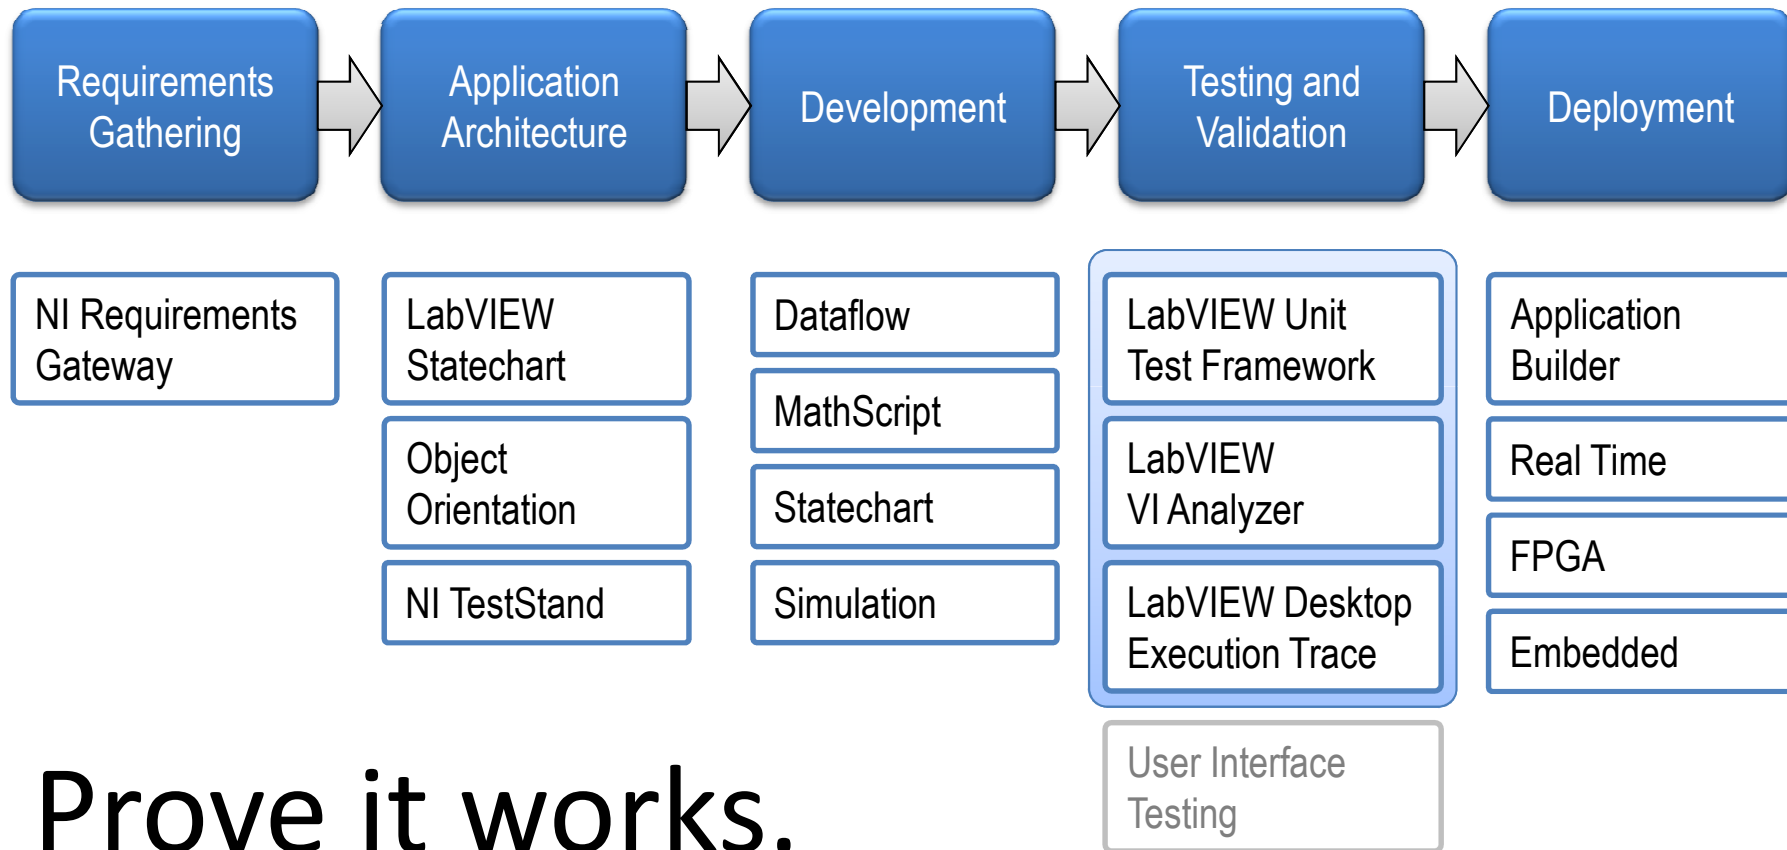 Requirements
Gathering
Application
Architecture
Development
Testing and
Validation
Deployment
NI Requirements
Gateway
LabVIEW
Statechart
Object
Orientation
NI TestStand
Dataflow
MathScript
Statechart
Simulation
LabVIEW Unit
Test Framework
LabVIEW
VI Analyzer
LabVIEW Desktop
Execution Trace
User Interface
Testing
Application
Builder
Real Time
FPGA
Embedded
Prove it works.